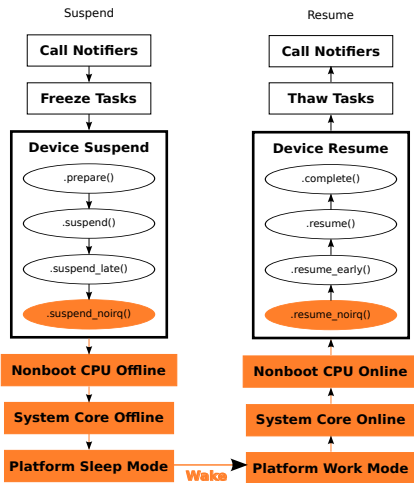 Suspend
Call Notifiers
Freeze Tasks
Device Suspend
.prepare()
.suspend()
.suspend_late()
.suspend_noirq()
Nonboot CPU Offline
System Core Offline
Platform Sleep Mode
Wake
Resume
Call Notifiers
Thaw Tasks
Device Resume
.complete()
.resume()
.resume_early()
.resume_noirq()
Nonboot CPU Online
System Core Online
Platform Work Mode